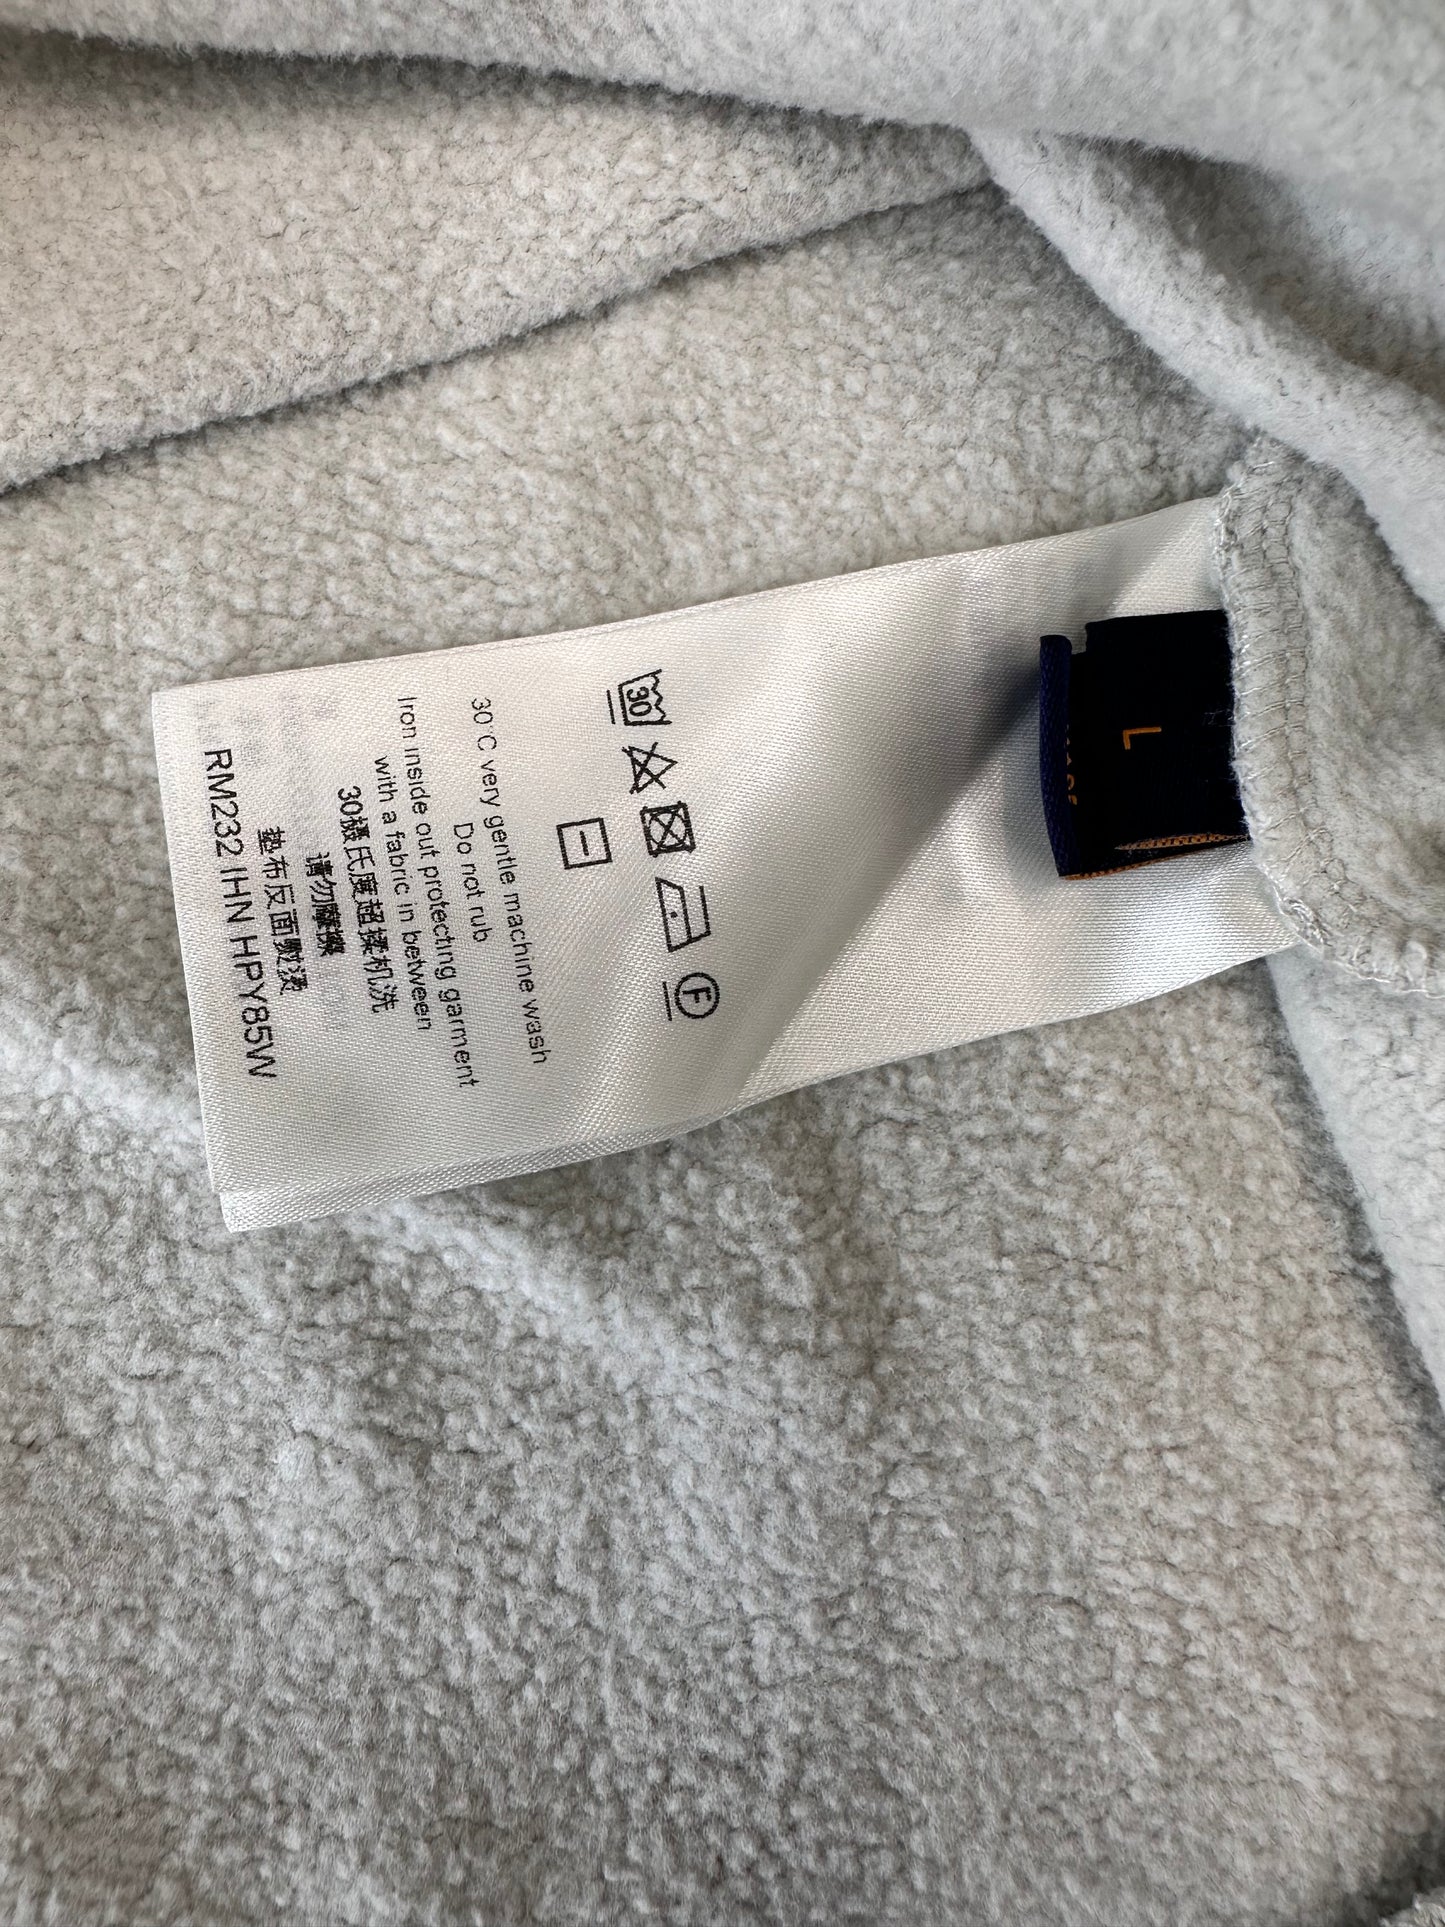 30
F
30°C very gentle machine wash
Do not rub
Iron inside out protecting garment
with a fabric in between
30摄氏度超揉机洗
请勿摩擦
垫布反面熨烫
RM232 IHN HPY85W
L